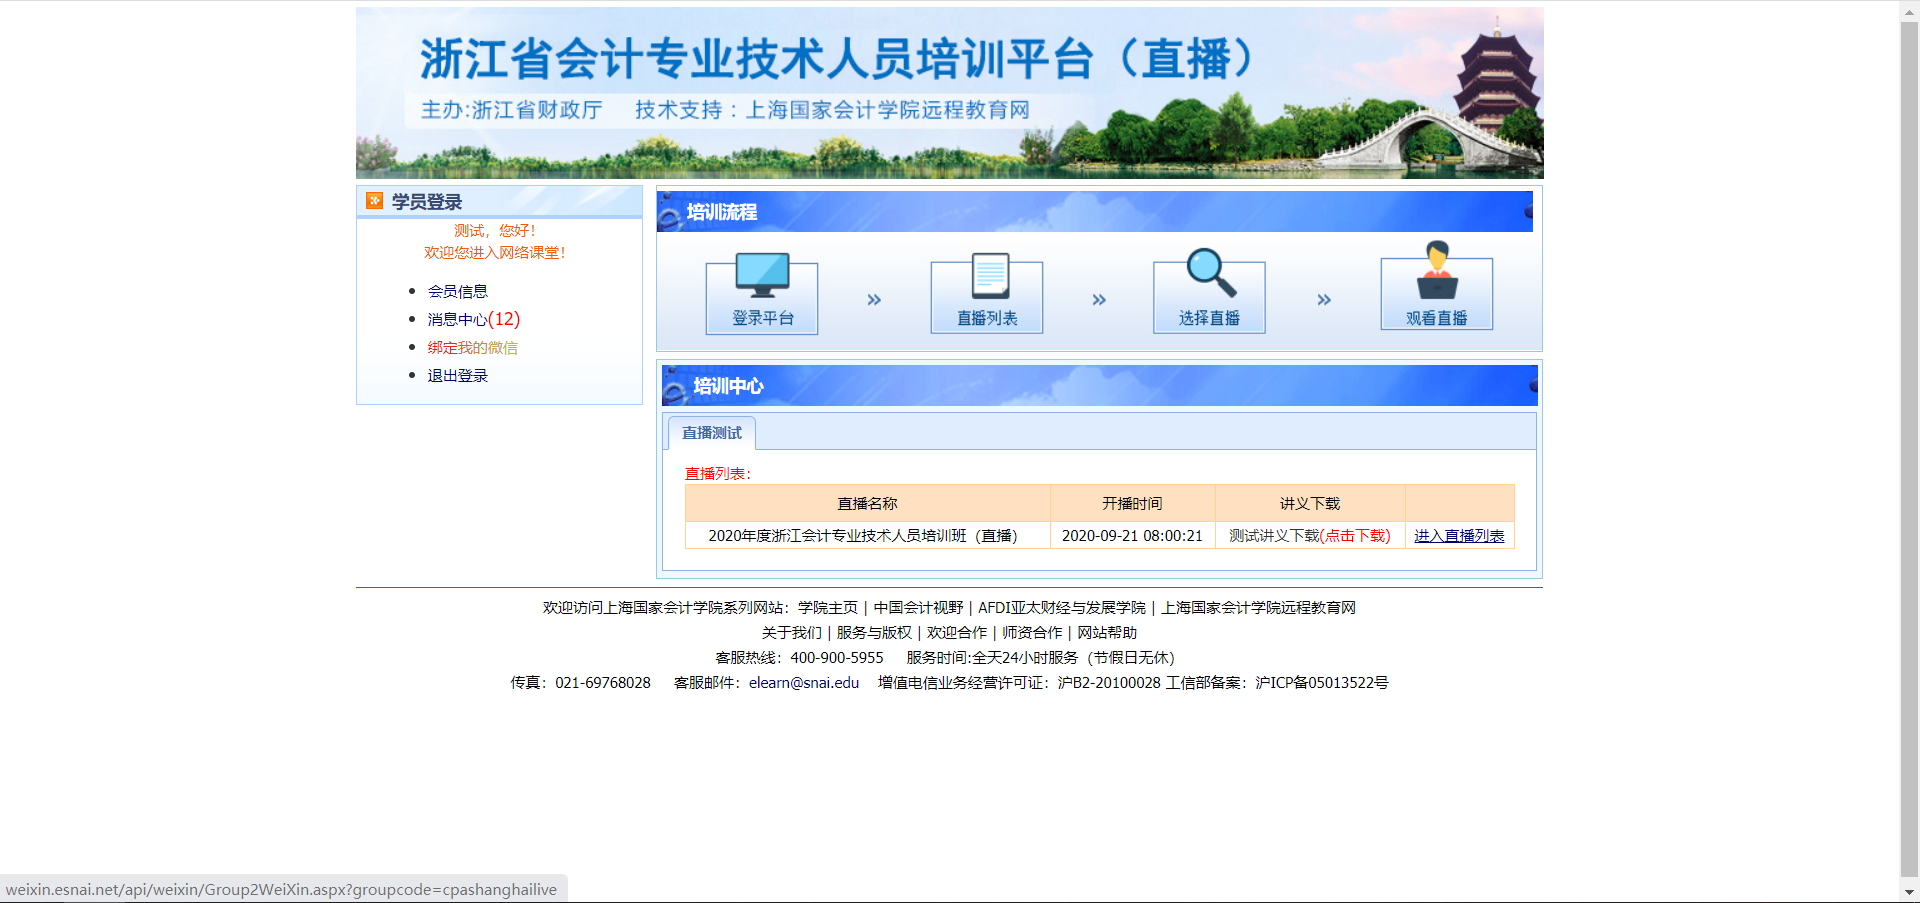 浙江省会计专业技术人员培训平台（直播）
主办:浙江省财政厅 技术支持：上海国家会计学院远程教育网
学员登录
测试，您好！
欢迎您进入网络课堂！
会员信息
消息中心(12)
绑定我的微信
退出登录
培训流程
登录平台 » 直播列表 » 选择直播 » 观看直播
培训中心
直播测试
直播列表：
直播名称 开播时间 讲义下载
2020年度浙江会计专业技术人员培训班（直播） 2020-09-21 08:00:21 测试讲义下载(点击下载) 进入直播列表
欢迎访问上海国家会计学院系列网站：学院主页 | 中国会计视野 | AFDI亚太财经与发展学院 | 上海国家会计学院远程教育网
关于我们 | 服务与版权 | 欢迎合作 | 师资合作 | 网站帮助
客服热线：400-900-5955 服务时间:全天24小时服务（节假日无休）
传真：021-69768028 客服邮件：elearn@snai.edu 增值电信业务经营许可证：沪B2-20100028 工信部备案：沪ICP备05013522号
weixin.esnai.net/api/weixin/Group2WeiXin.aspx?groupcode=cpashanghailive